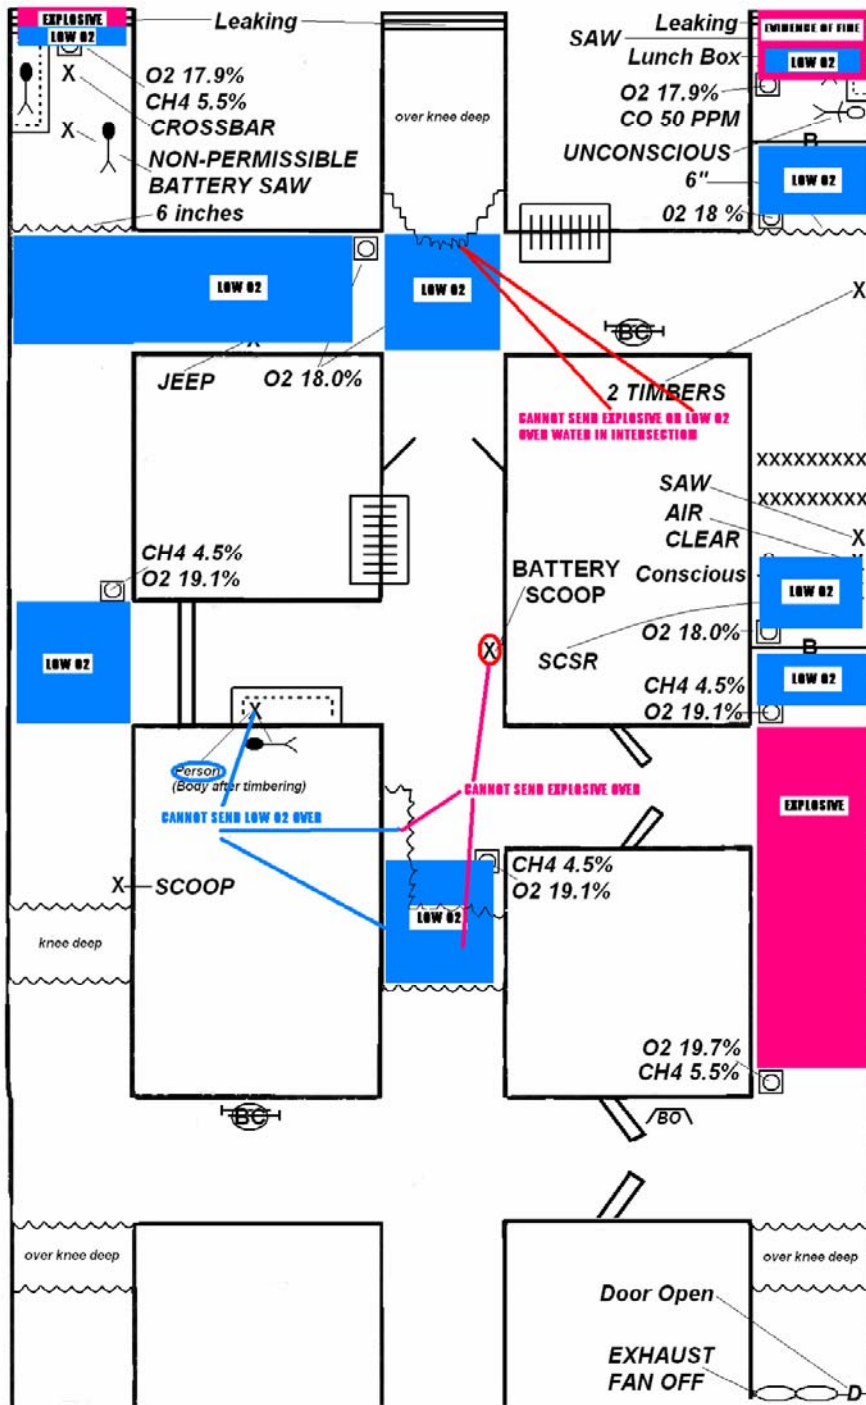 EXPLOSIVE
LOW O2
Leaking
Leaking
SAW
Lunch Box
EVIDENCE OF FIRE
LOW O2
O2 17.9%
CH4 5.5%
CROSSBAR
X
X
NON-PERMISSIBLE
BATTERY SAW
6 inches
over knee deep
O2 17.9%
CO 50 PPM
UNCONSCIOUS
6"
B
LOW O2
02 18 %
LOW O2
LOW O2
X
BC
JEEP
O2 18.0%
2 TIMBERS
CANNOT SEND EXPLOSIVE OR LOW O2
OVER WATER IN INTERSECTION
XXXXXXXXX
XXXXXXXXX
SAW
X
AIR
CLEAR
CH4 4.5%
O2 19.1%
BATTERY
SCOOP
Conscious
LOW O2
O2 18.0%
X
SCSR
B
LOW O2
LOW O2
CH4 4.5%
O2 19.1%
X
Person
(Body after timbering)
CANNOT SEND LOW O2 OVER
CANNOT SEND EXPLOSIVE OVER
EXPLOSIVE
CH4 4.5%
O2 19.1%
X
SCOOP
LOW O2
knee deep
O2 19.7%
CH4 5.5%
BC
BO
over knee deep
over knee deep
Door Open
EXHAUST
FAN OFF
D